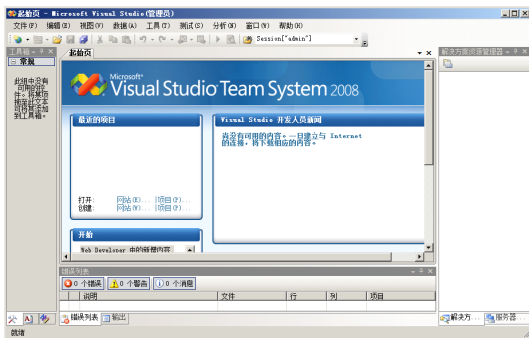 起始页 - Microsoft Visual Studio(管理员)
文件(F) 编辑(E) 视图(V) 数据(A) 工具(T) 测试(S) 分析(N) 窗口(W) 帮助(H)
Session["admin"]
工具箱
起始页
解决方案资源管理器
常规
此组中没有
可用的控
件。将某项
拖至此文本
可将其添加
到工具箱。
Microsoft
Visual Studio Team System 2008
最近的项目
Visual Studio 开发人员新闻
尚没有可用的内容。一旦建立与 Internet
的连接，将下载相应的内容。
打开: 网站(E)... |项目(P)...
创建: 网站(W)... |项目(R)...
开始
Web Developer 中的新增内容
错误列表
0 个错误 0 个警告 0 个消息
说明 文件 行 列 项目
错误列表 输出
解决方... 服务器...
就绪